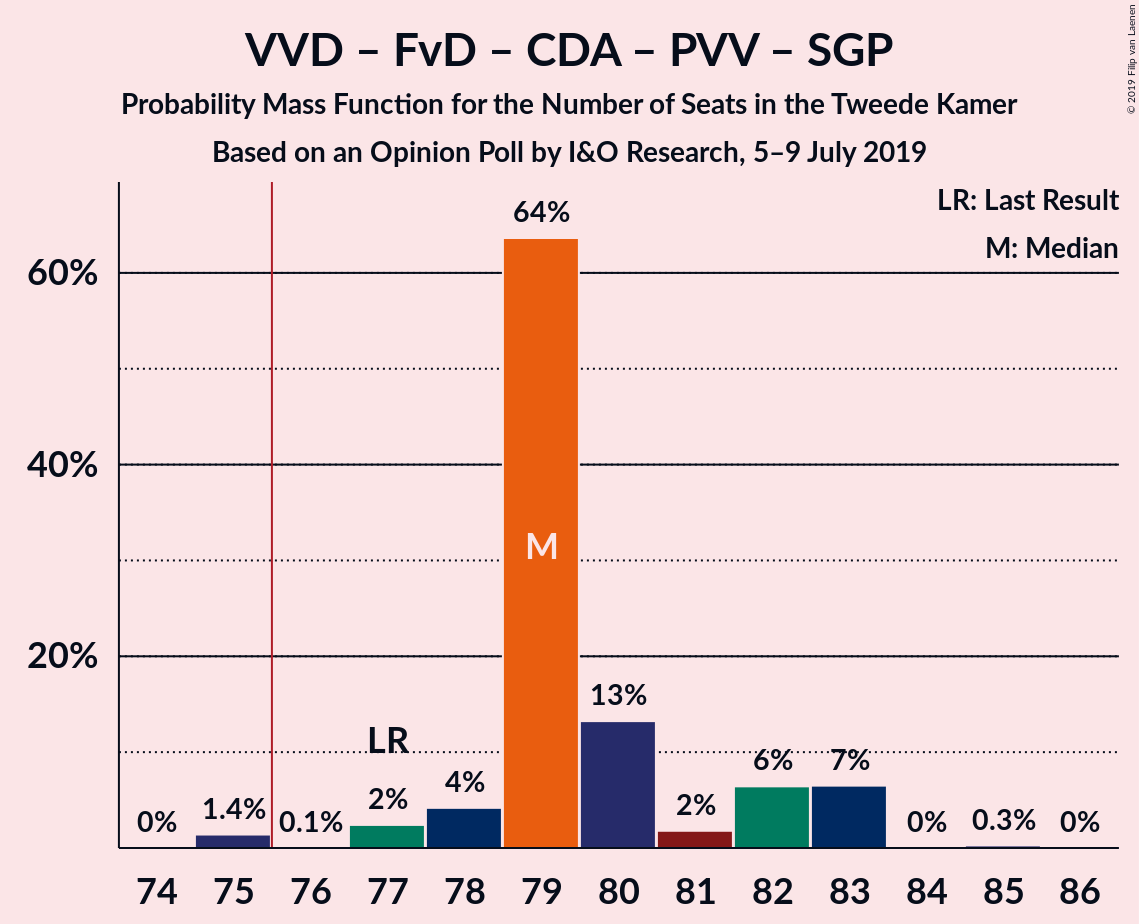 VVD – FvD – CDA – PVV – SGP
Probability Mass Function for the Number of Seats in the Tweede Kamer
Based on an Opinion Poll by I&O Research, 5–9 July 2019
© 2019 Filip van Laenen
LR: Last Result
M: Median
60%
40%
20%
0%
1.4%
0.1%
2%
4%
64%
13%
2%
6%
7%
0%
0.3%
0%
LR
M
74 75 76 77 78 79 80 81 82 83 84 85 86